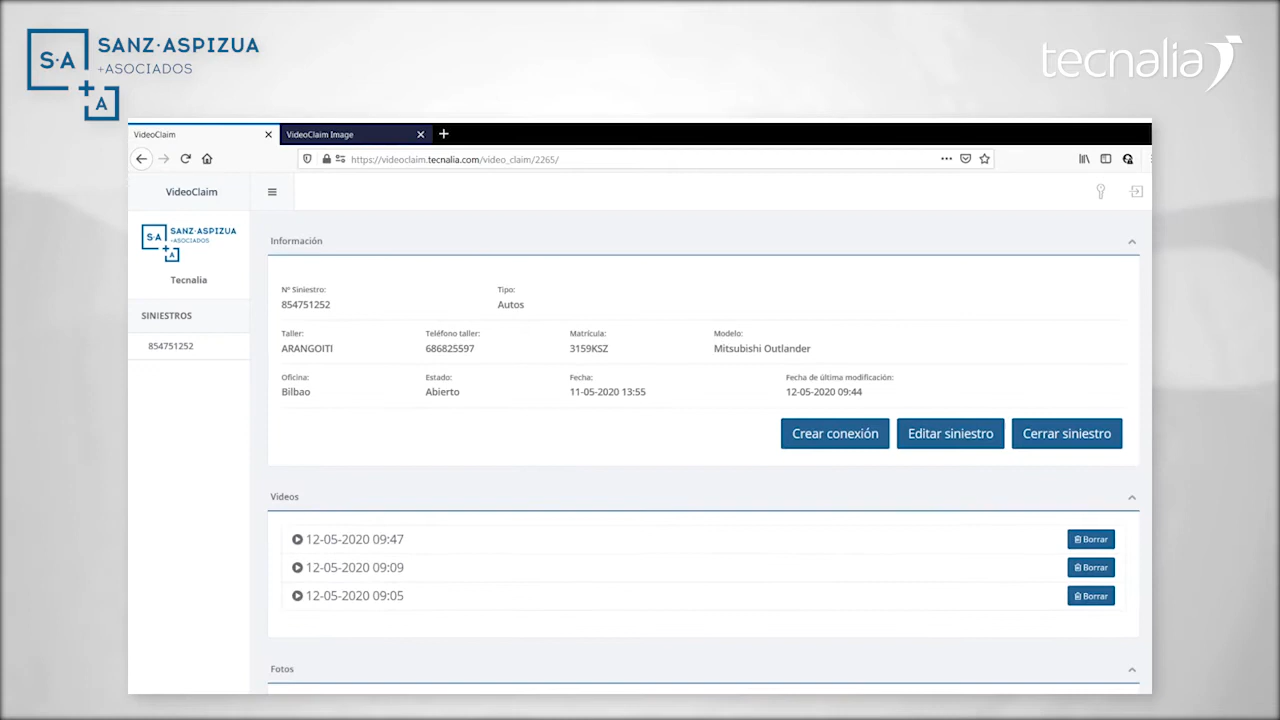 S·A
+
A
SANZ·ASPIZUA
+ASOCIADOS
tecnalia
VideoClaim
VideoClaim Image
https://videoclaim.tecnalia.com/video_claim/2265/
VideoClaim
S·A
+
A
SANZ·ASPIZUA
+ASOCIADOS
Tecnalia
SINIESTROS
854751252
Información
Nº Siniestro:
Tipo:
854751252
Autos
Taller:
Teléfono taller:
Matrícula:
Modelo:
ARANGOITI
686825597
3159KSZ
Mitsubishi Outlander
Oficina:
Estado:
Fecha:
Fecha de última modificación:
Bilbao
Abierto
11-05-2020 13:55
12-05-2020 09:44
Crear conexión
Editar siniestro
Cerrar siniestro
Videos
12-05-2020 09:47
Borrar
12-05-2020 09:09
Borrar
12-05-2020 09:05
Borrar
Fotos